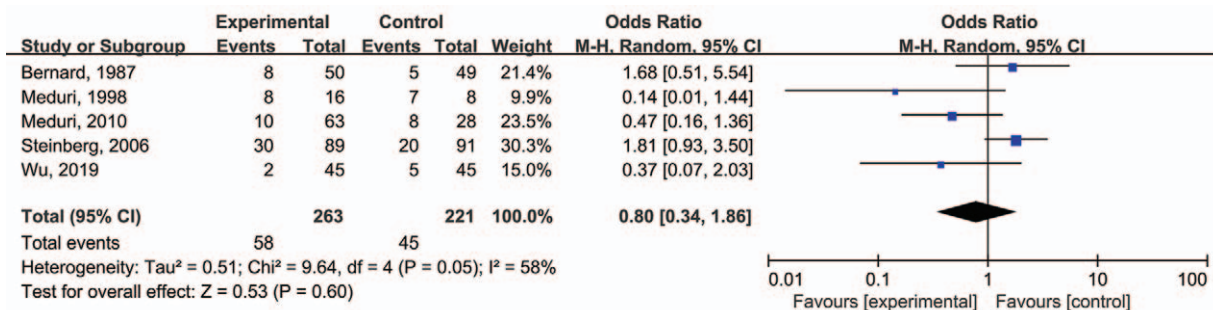 Experimental Control Odds Ratio Odds Ratio
Study or Subgroup Events Total Events Total Weight M-H, Random, 95% CI M-H, Random, 95% CI
Bernard, 1987 8 50 5 49 21.4% 1.68 [0.51, 5.54]
Meduri, 1998 8 16 7 8 9.9% 0.14 [0.01, 1.44]
Meduri, 2010 10 63 8 28 23.5% 0.47 [0.16, 1.36]
Steinberg, 2006 30 89 20 91 30.3% 1.81 [0.93, 3.50]
Wu, 2019 2 45 5 45 15.0% 0.37 [0.07, 2.03]
Total (95% CI) 263 221 100.0% 0.80 [0.34, 1.86]
Total events 58 45
Heterogeneity: Tau² = 0.51; Chi² = 9.64, df = 4 (P = 0.05); I² = 58%
Test for overall effect: Z = 0.53 (P = 0.60)
0.01 0.1 1 10 100
Favours [experimental] Favours [control]